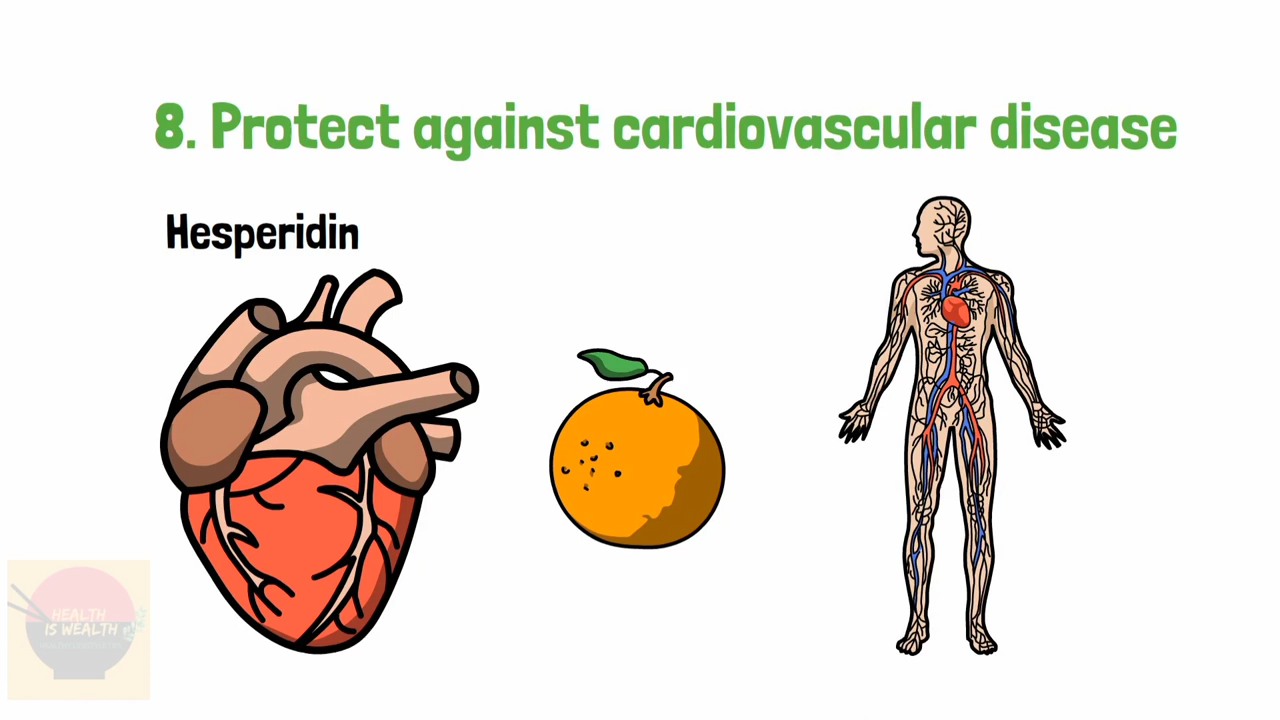 8. Protect against cardiovascular disease
Hesperidin
HEALTH
IS WEALTH